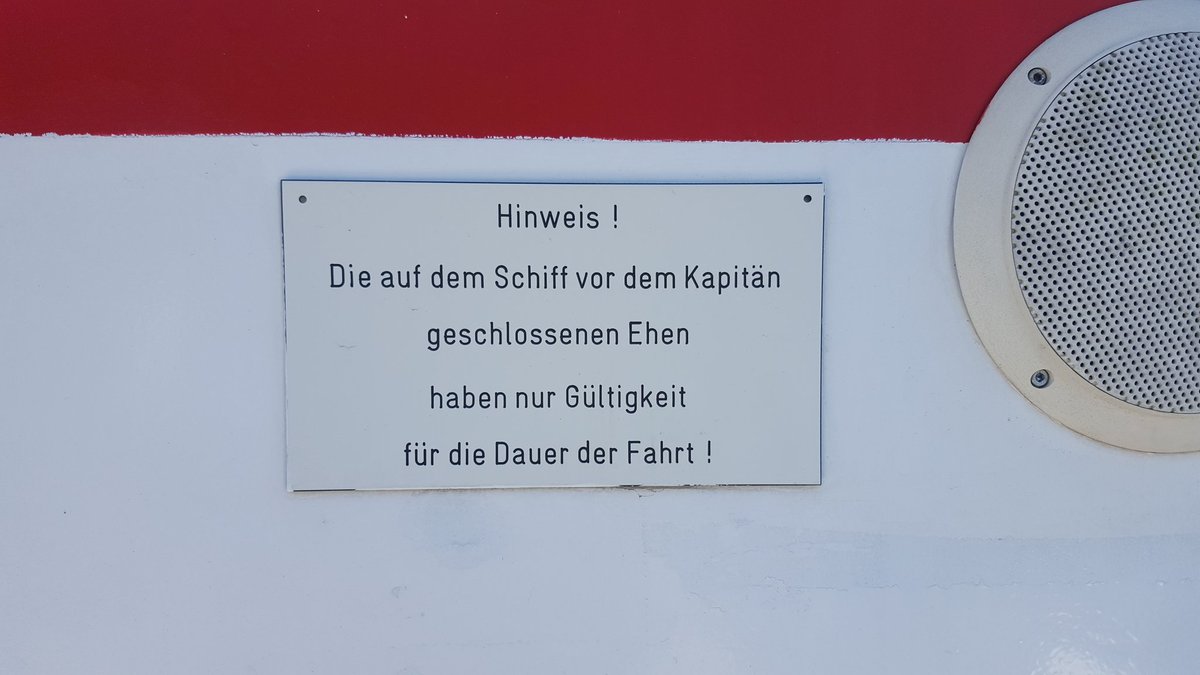 Hinweis !
Die auf dem Schiff vor dem Kapitän
geschlossenen Ehen
haben nur Gültigkeit
für die Dauer der Fahrt !